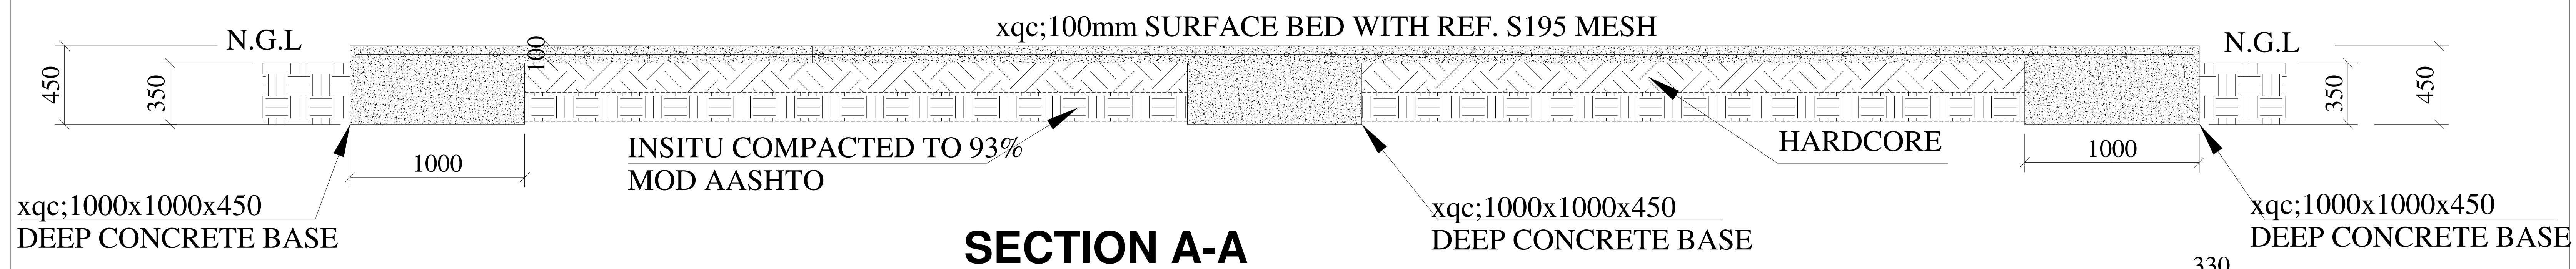 xqc;100mm SURFACE BED WITH REF. S195 MESH
N.G.L
N.G.L
100
450
350
350
450
INSITU COMPACTED TO 93%
MOD AASHTO
HARDCORE
1000
1000
xqc;1000x1000x450
DEEP CONCRETE BASE
xqc;1000x1000x450
DEEP CONCRETE BASE
xqc;1000x1000x450
DEEP CONCRETE BASE
SECTION A-A
330